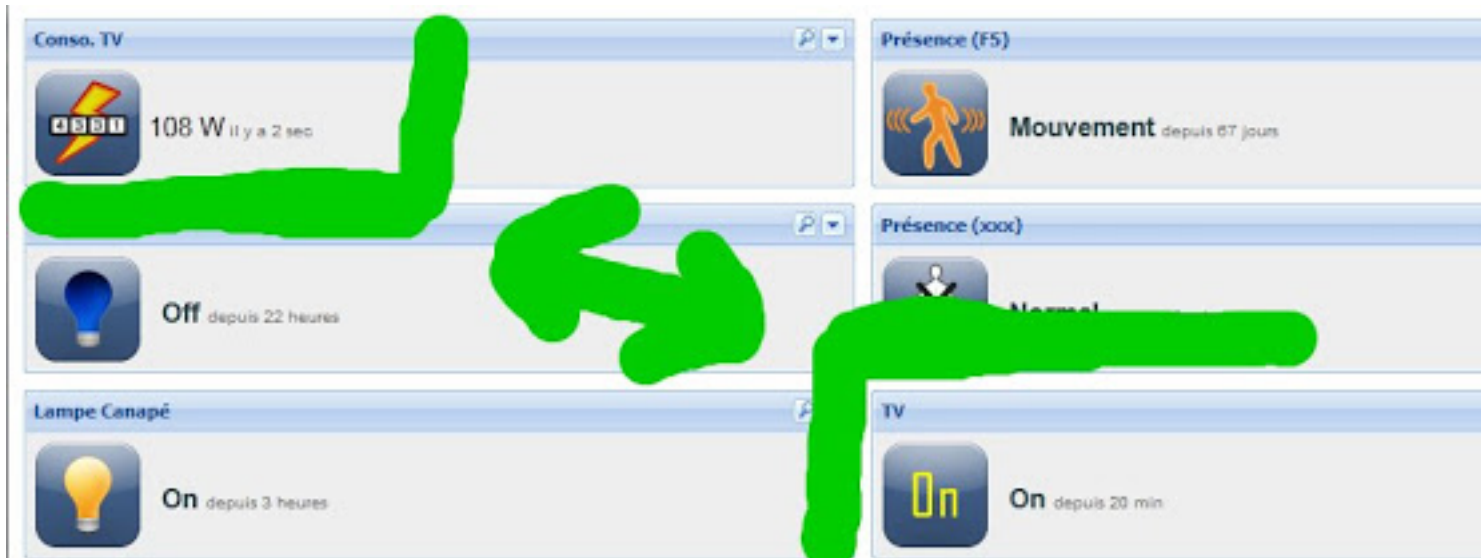 Conso. TV
Présence (F5)
4331
108 W il y a 2 sec
Mouvement depuis 67 jours
Présence (xxx)
Off depuis 22 heures
Lampe Canapé
TV
On depuis 3 heures
On
On depuis 20 min